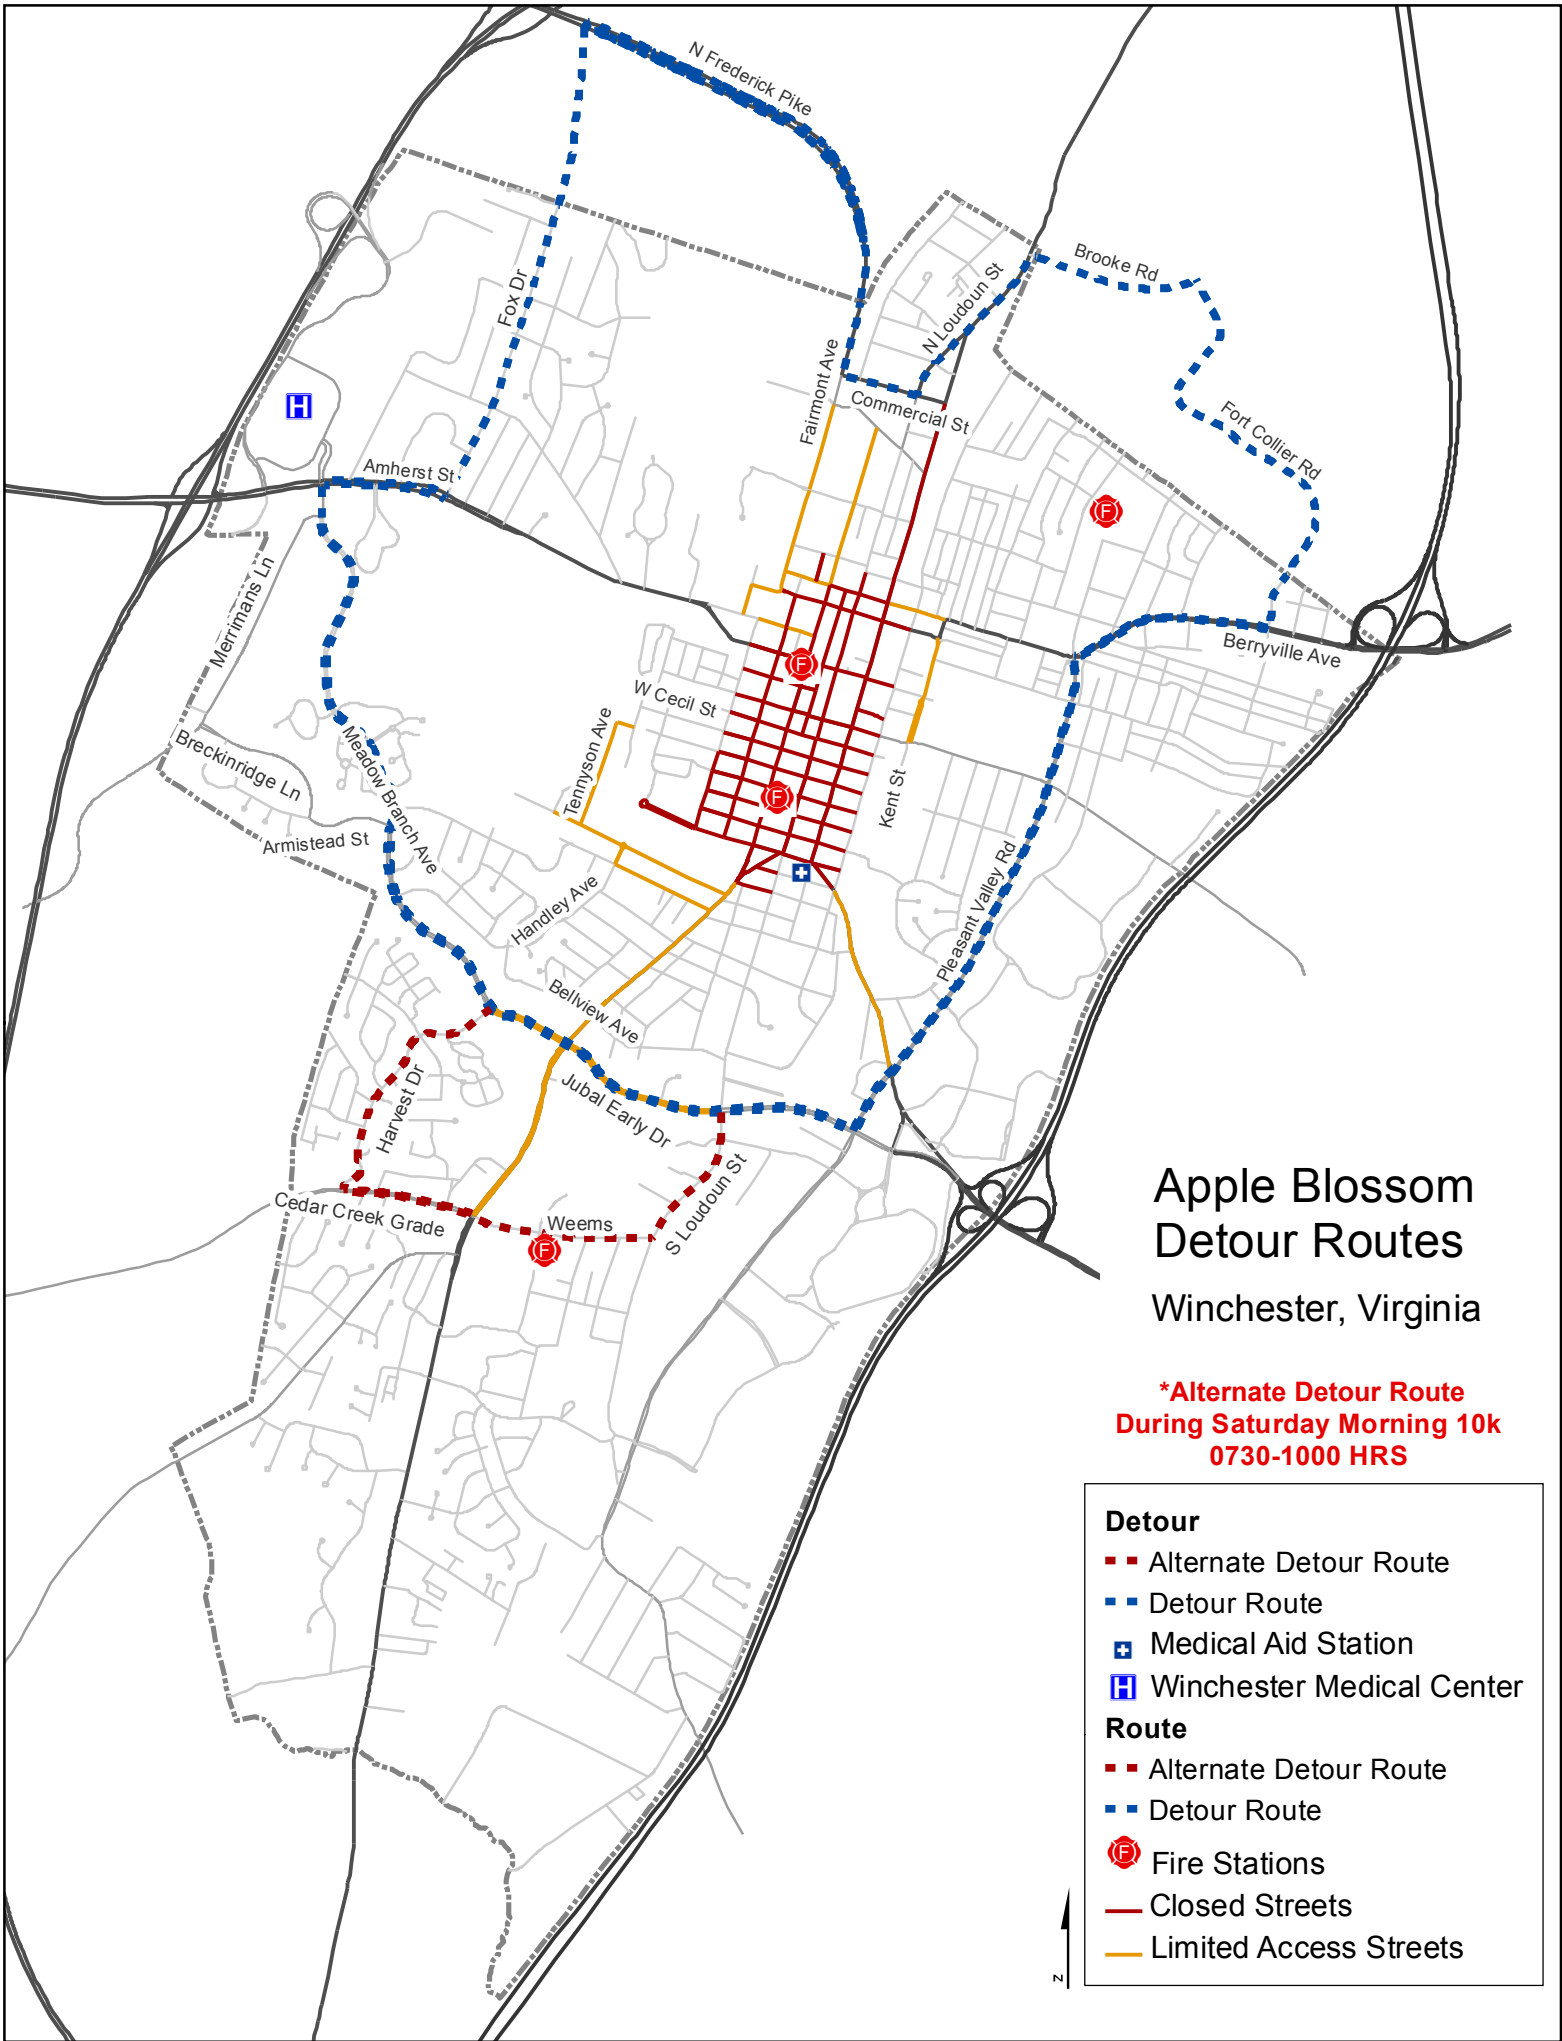 N Frederick Pike
Brooke Rd
Fox Dr
N Loudoun St
Fairmont Ave
Commercial St
Fort Collier Rd
H
Amherst St
F
Merrimans Ln
Berryville Ave
F
W Cecil St
Tennyson Ave
Meadow Branch Ave
Breckinridge Ln
F
Kent St
Armistead St
Handley Ave
Pleasant Valley Rd
Bellview Ave
Jubal Early Dr
Harvest Dr
S Loudoun St
Cedar Creek Grade
Weems
F
Apple Blossom
Detour Routes
Winchester, Virginia
*Alternate Detour Route
During Saturday Morning 10k
0730-1000 HRS
Detour
Alternate Detour Route
Detour Route
Medical Aid Station
H Winchester Medical Center
Route
Alternate Detour Route
Detour Route
F Fire Stations
Closed Streets
Limited Access Streets
N